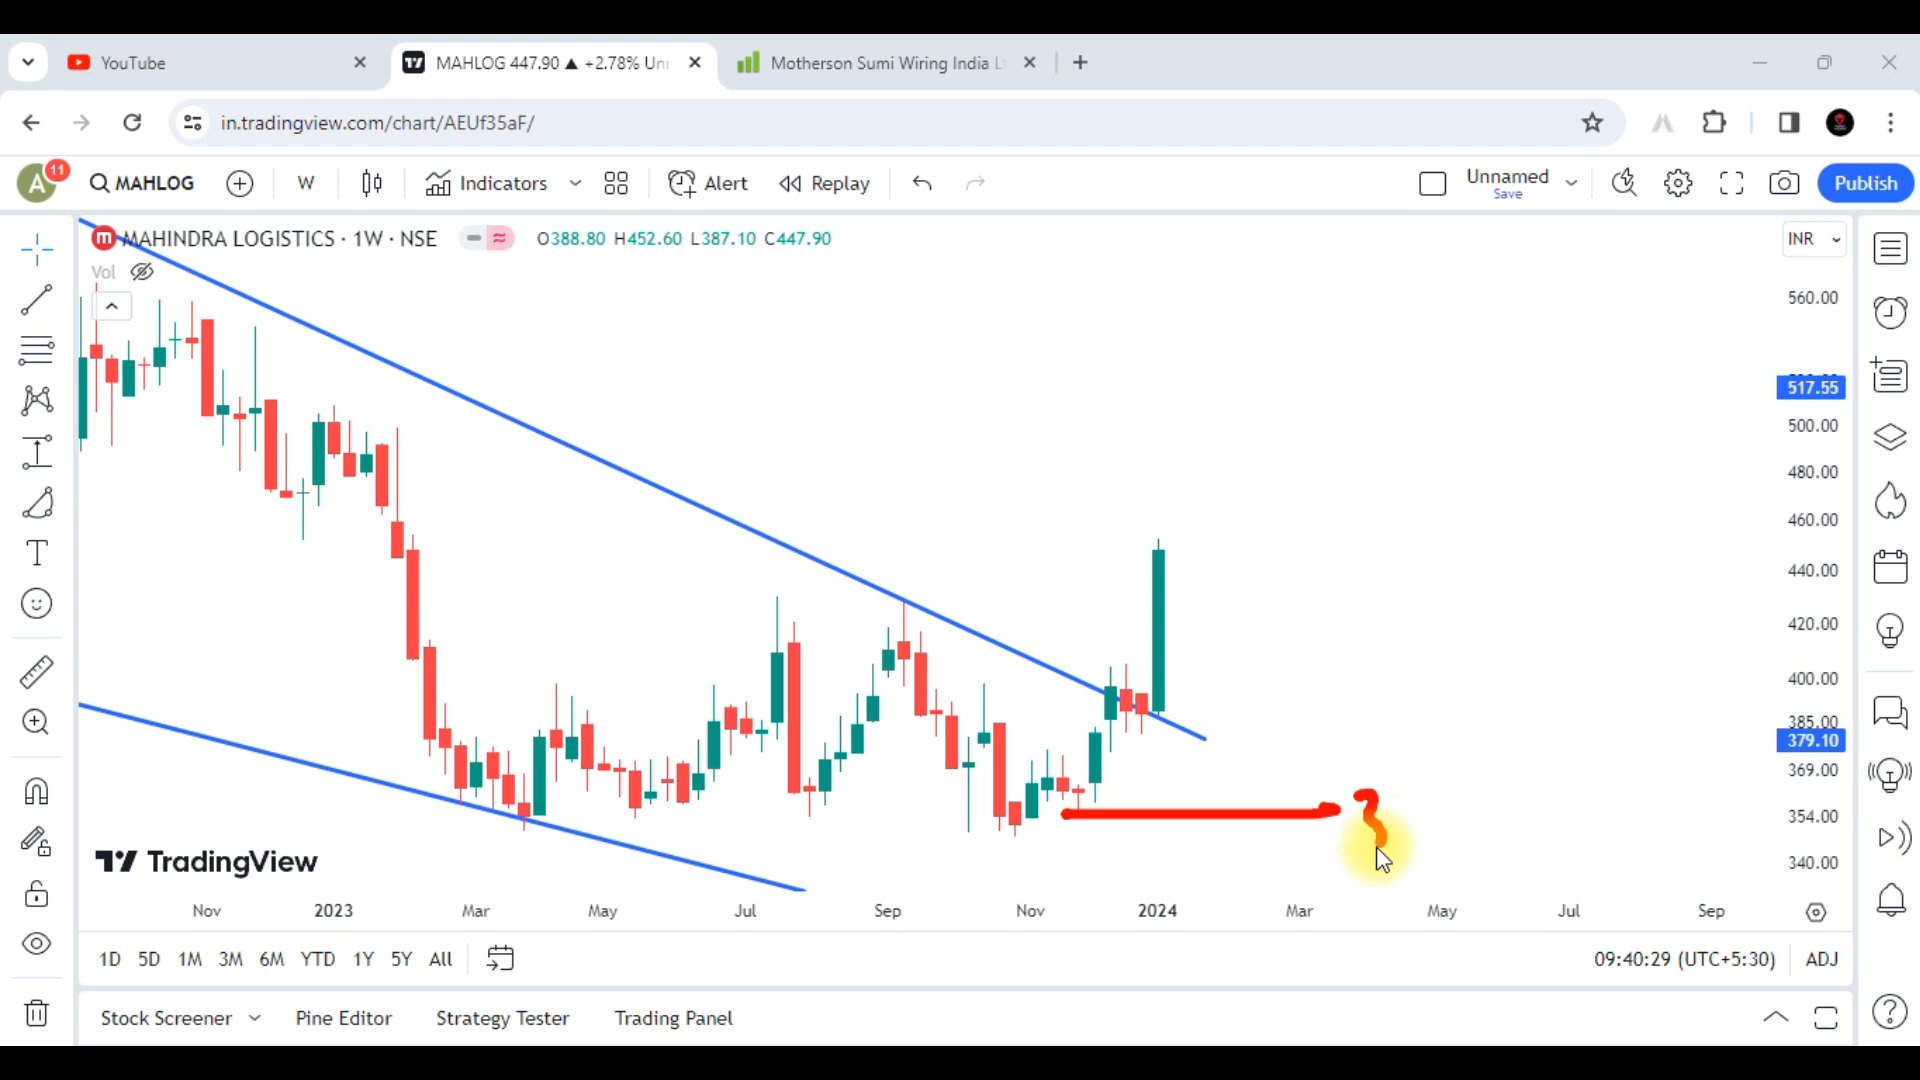 YouTube
MAHLOG 447.90 ▲ +2.78% Unn
Motherson Sumi Wiring India L
in.tradingview.com/chart/AEUf35aF/
A 11 MAHLOG W Indicators Alert Replay Unnamed Save Publish
m MAHINDRA LOGISTICS · 1W · NSE O388.80 H452.60 L387.10 C447.90 INR
Vol
560.00
517.55
500.00
480.00
460.00
440.00
420.00
400.00
385.00
379.10
369.00
354.00
340.00
TradingView
Nov 2023 Mar May Jul Sep Nov 2024 Mar May Jul Sep
1D 5D 1M 3M 6M YTD 1Y 5Y All 09:40:29 (UTC+5:30) ADJ
Stock Screener Pine Editor Strategy Tester Trading Panel